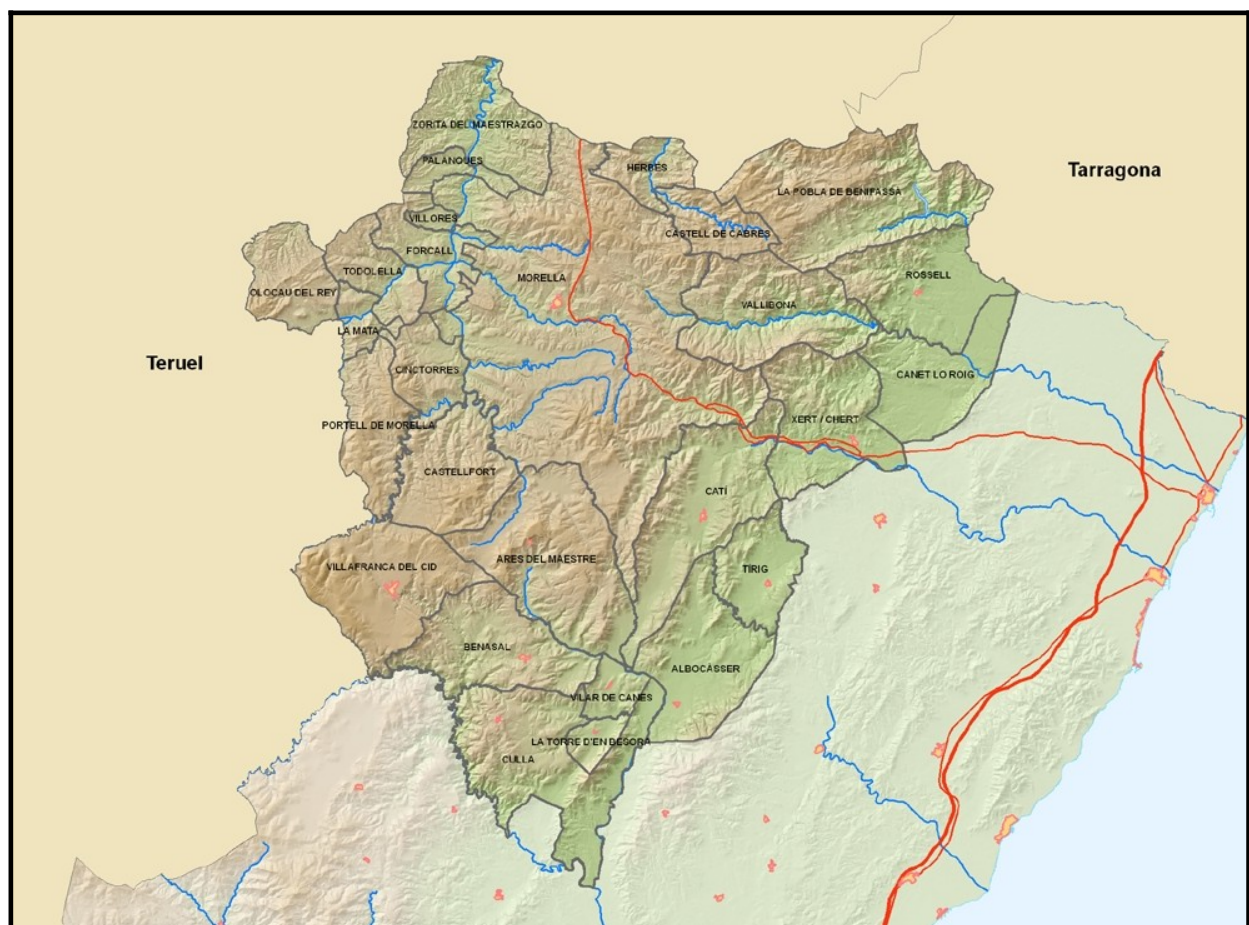 ZORITA DEL MAESTRAZGO
PALANQUES
HERBÉS
Tarragona
LA POBLA DE BENIFASSÀ
VILLORES
CASTELL DE CABRES
FORCALL
TODOLELLA
MORELLA
ROSSELL
OLOCAU DEL REY
VALLIBONA
LA MATA
Teruel
CINCTORRES
CANET LO ROIG
PORTELL DE MORELLA
XERT / CHERT
CASTELLFORT
CATÍ
ARES DEL MAESTRE
VILLAFRANCA DEL CID
TÍRIG
BENASAL
ALBOCÀSSER
VILAR DE CANES
LA TORRE D'EN BESORA
CULLA